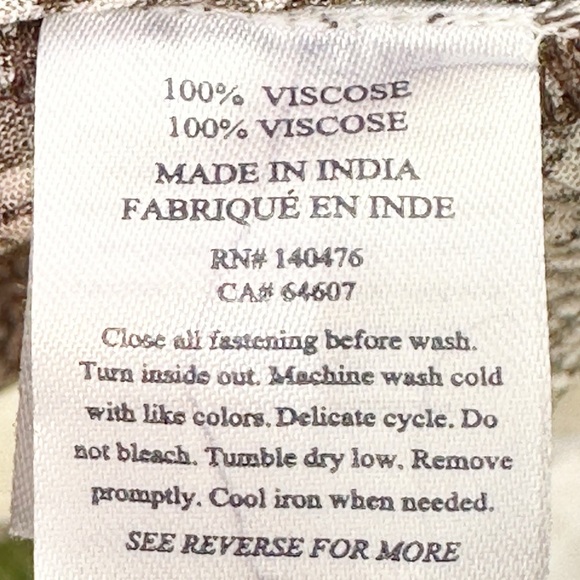 100% VISCOSE
100% VISCOSE
MADE IN INDIA
FABRIQUÉ EN INDE
RN# 140476
CA# 64607
Close all fastening before wash.
Turn inside out. Machine wash cold
with like colors. Delicate cycle. Do
not bleach. Tumble dry low. Remove
promptly. Cool iron when needed.
SEE REVERSE FOR MORE